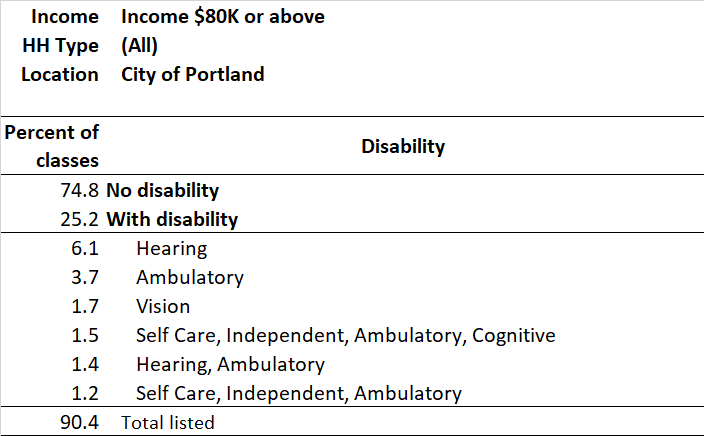 Income Income $80K or above
HH Type (All)
Location City of Portland
Percent of
classes Disability
74.8 No disability
25.2 With disability
6.1 Hearing
3.7 Ambulatory
1.7 Vision
1.5 Self Care, Independent, Ambulatory, Cognitive
1.4 Hearing, Ambulatory
1.2 Self Care, Independent, Ambulatory
90.4 Total listed